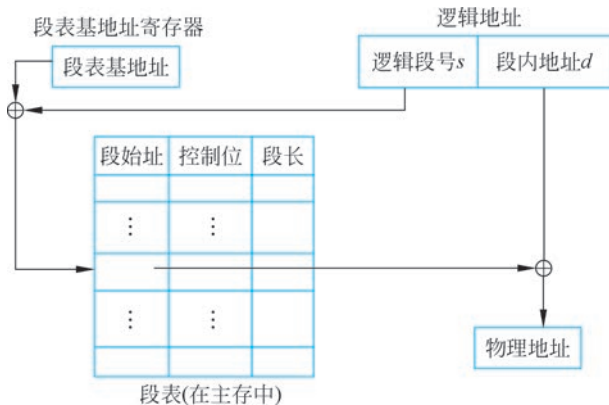 逻辑地址
段表基地址寄存器
段表基地址
逻辑段号s
段内地址d
段始址
控制位
段长
⋮
⋮
⋮
⋮
物理地址
段表(在主存中)